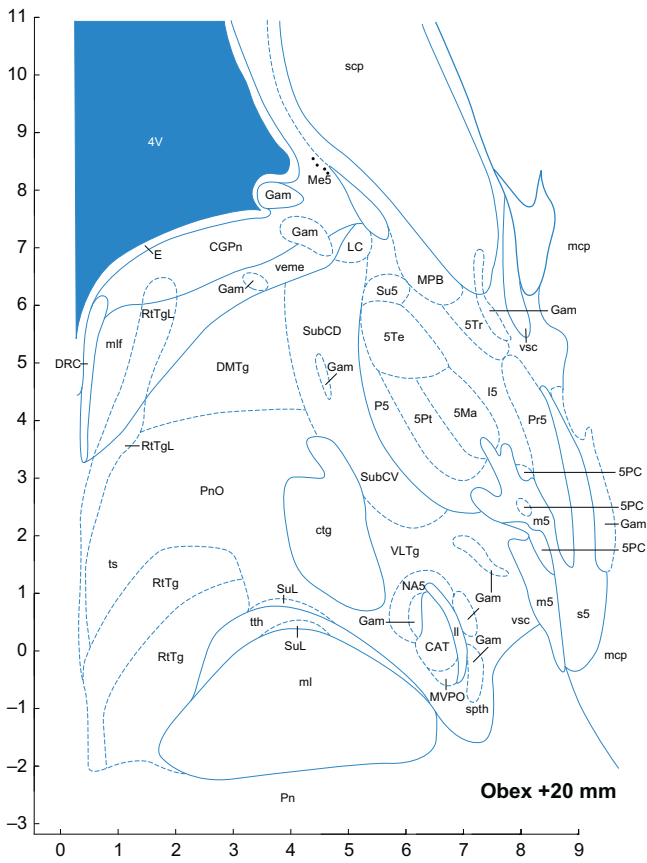 11
10
9
8
7
6
5
4
3
2
1
0
–1
–2
–3
scp
4V
Me5
Gam
mcp
Gam
CGPn
LC
E
veme
MPB
Gam
Su5
RtTgL
Gam
5Tr
SubCD
mlf
5Te
vsc
DRC
DMTg
Gam
I5
P5
5Ma
5Pt
Pr5
RtTgL
5PC
SubCV
PnO
5PC
m5
ctg
Gam
VLTg
5PC
ts
RtTg
NA5
SuL
Gam
m5
s5
tth
Gam
ll
vsc
Gam
SuL
CAT
RtTg
mcp
ml
MVPO
spth
Obex +20 mm
Pn
0 1 2 3 4 5 6 7 8 9